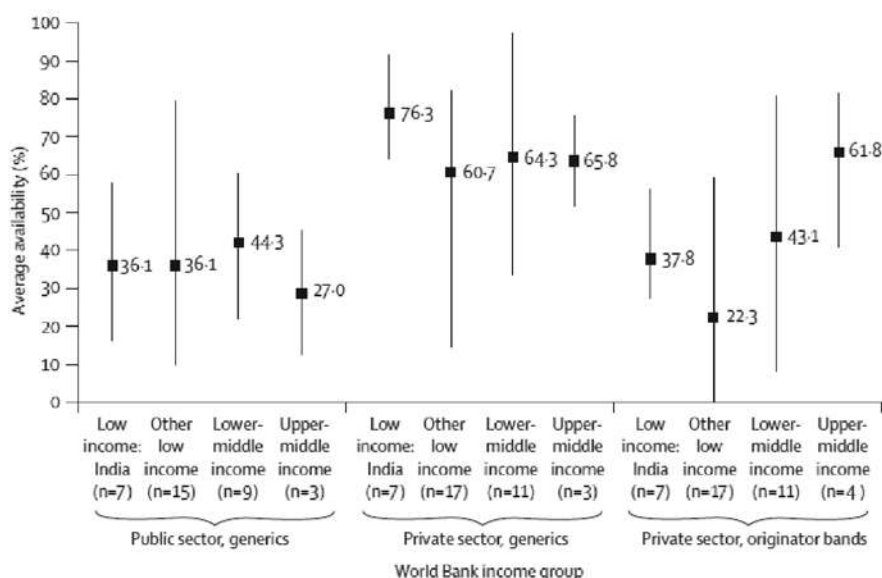 100
90
80
70
60
50
40
30
20
10
0
Average availability (%)
36·1
36·1
44·3
27·0
76·3
60·7
64·3
65·8
37·8
22·3
43·1
61·8
Low income: India (n=7)
Other low income (n=15)
Lower-middle income (n=9)
Upper-middle income (n=3)
Low income: India (n=7)
Other low income (n=17)
Lower-middle income (n=11)
Upper-middle income (n=3)
Low income: India (n=7)
Other low income (n=17)
Lower-middle income (n=11)
Upper-middle income (n=4 )
Public sector, generics
Private sector, generics
Private sector, originator bands
World Bank income group